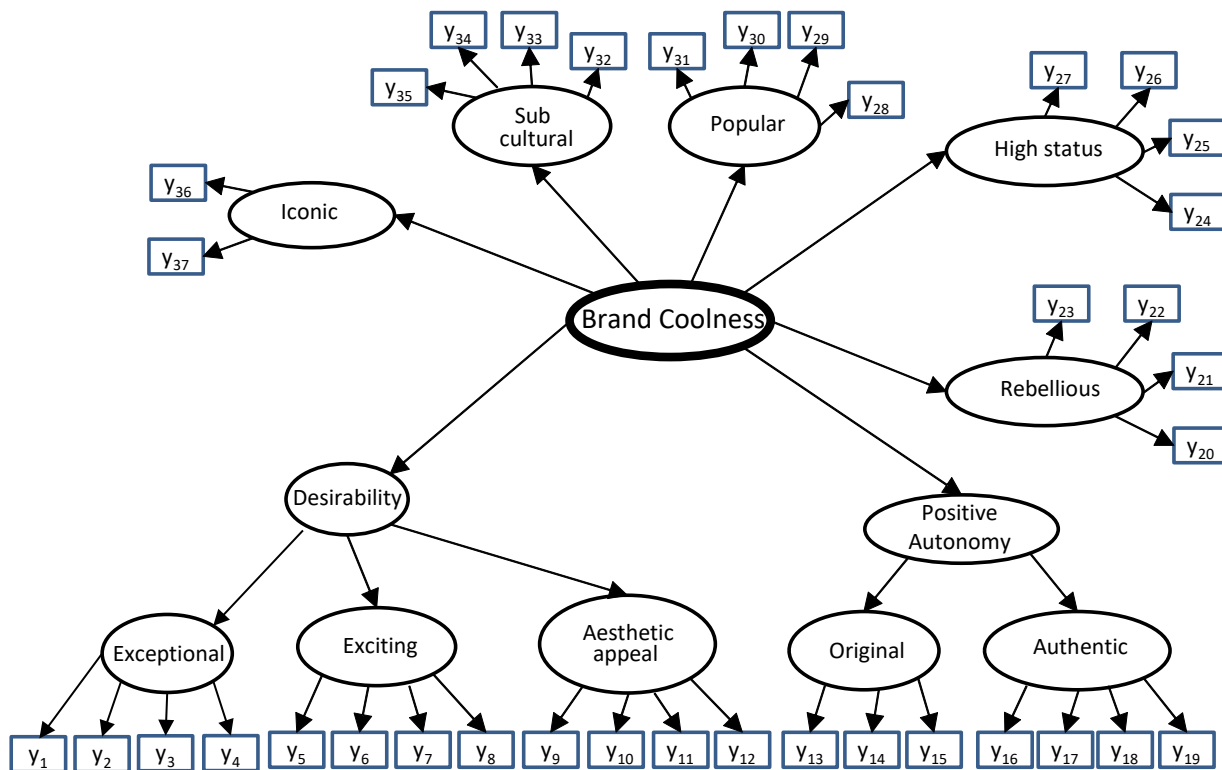 y34
y33
y32
y35
Sub
cultural
y31
y30
y29
y28
Popular
y27
y26
y25
y24
High status
y36
y37
Iconic
Brand Coolness
y23
y22
y21
y20
Rebellious
Desirability
Positive
Autonomy
Exceptional
Exciting
Aesthetic
appeal
Original
Authentic
y1
y2
y3
y4
y5
y6
y7
y8
y9
y10
y11
y12
y13
y14
y15
y16
y17
y18
y19